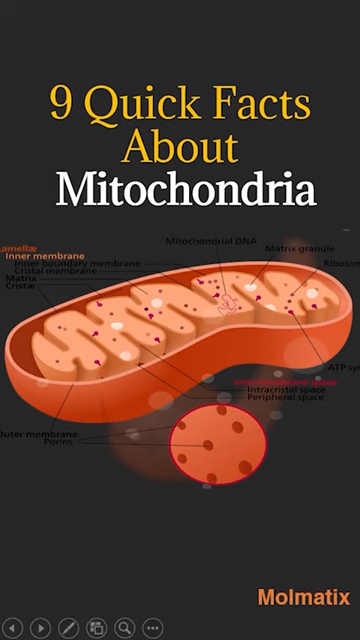 9 Quick Facts
About
Mitochondria
Mitochondrial DNA
Matrix granule
Lamellæ
Inner membrane
Inner boundary membrane
Riboson
Cristal membrane
Matrix
Cristæ
ATP syn
Intracristal space
Peripheral space
Outer membrane
Porins
Molmatix